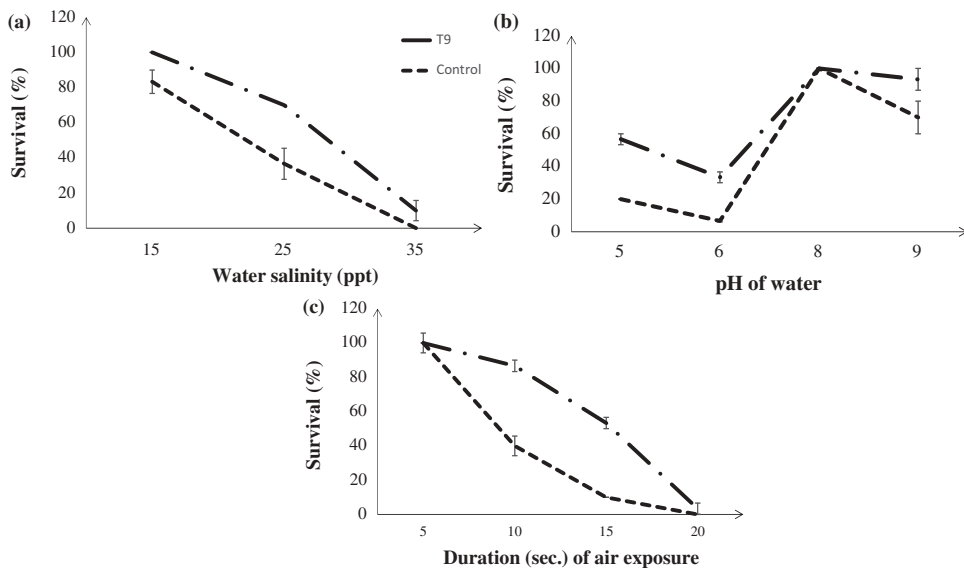 (a)
Survival (%)
120
100
80
60
40
20
0
15
25
35
Water salinity (ppt)
T9
Control
(b)
Survival (%)
120
100
80
60
40
20
0
5
6
8
9
pH of water
(c)
Survival (%)
120
100
80
60
40
20
0
5
10
15
20
Duration (sec.) of air exposure